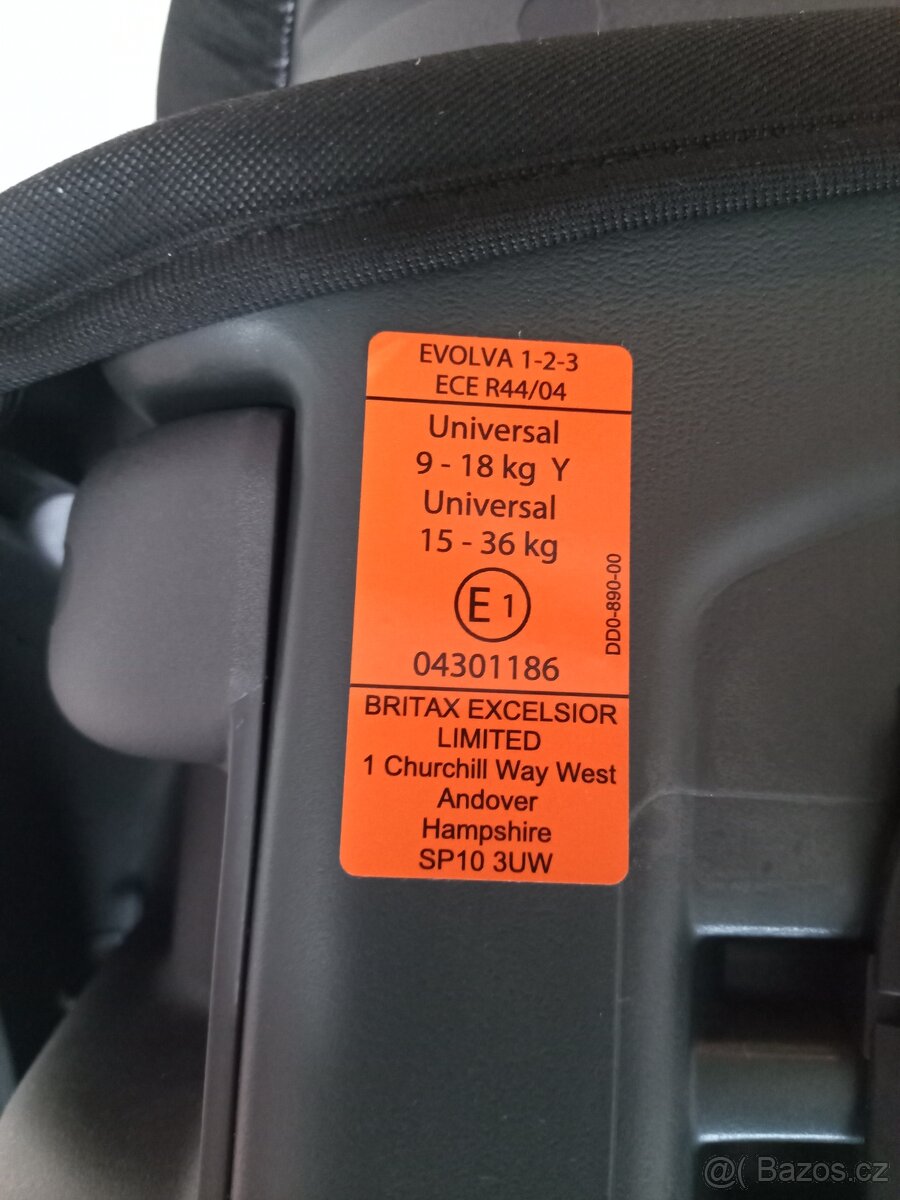 EVOLVA 1-2-3
ECE R44/04
Universal
9 - 18 kg Y
Universal
15 - 36 kg
E 1
04301186
DD0-890-00
BRITAX EXCELSIOR
LIMITED
1 Churchill Way West
Andover
Hampshire
SP10 3UW
@( Bazos.cz